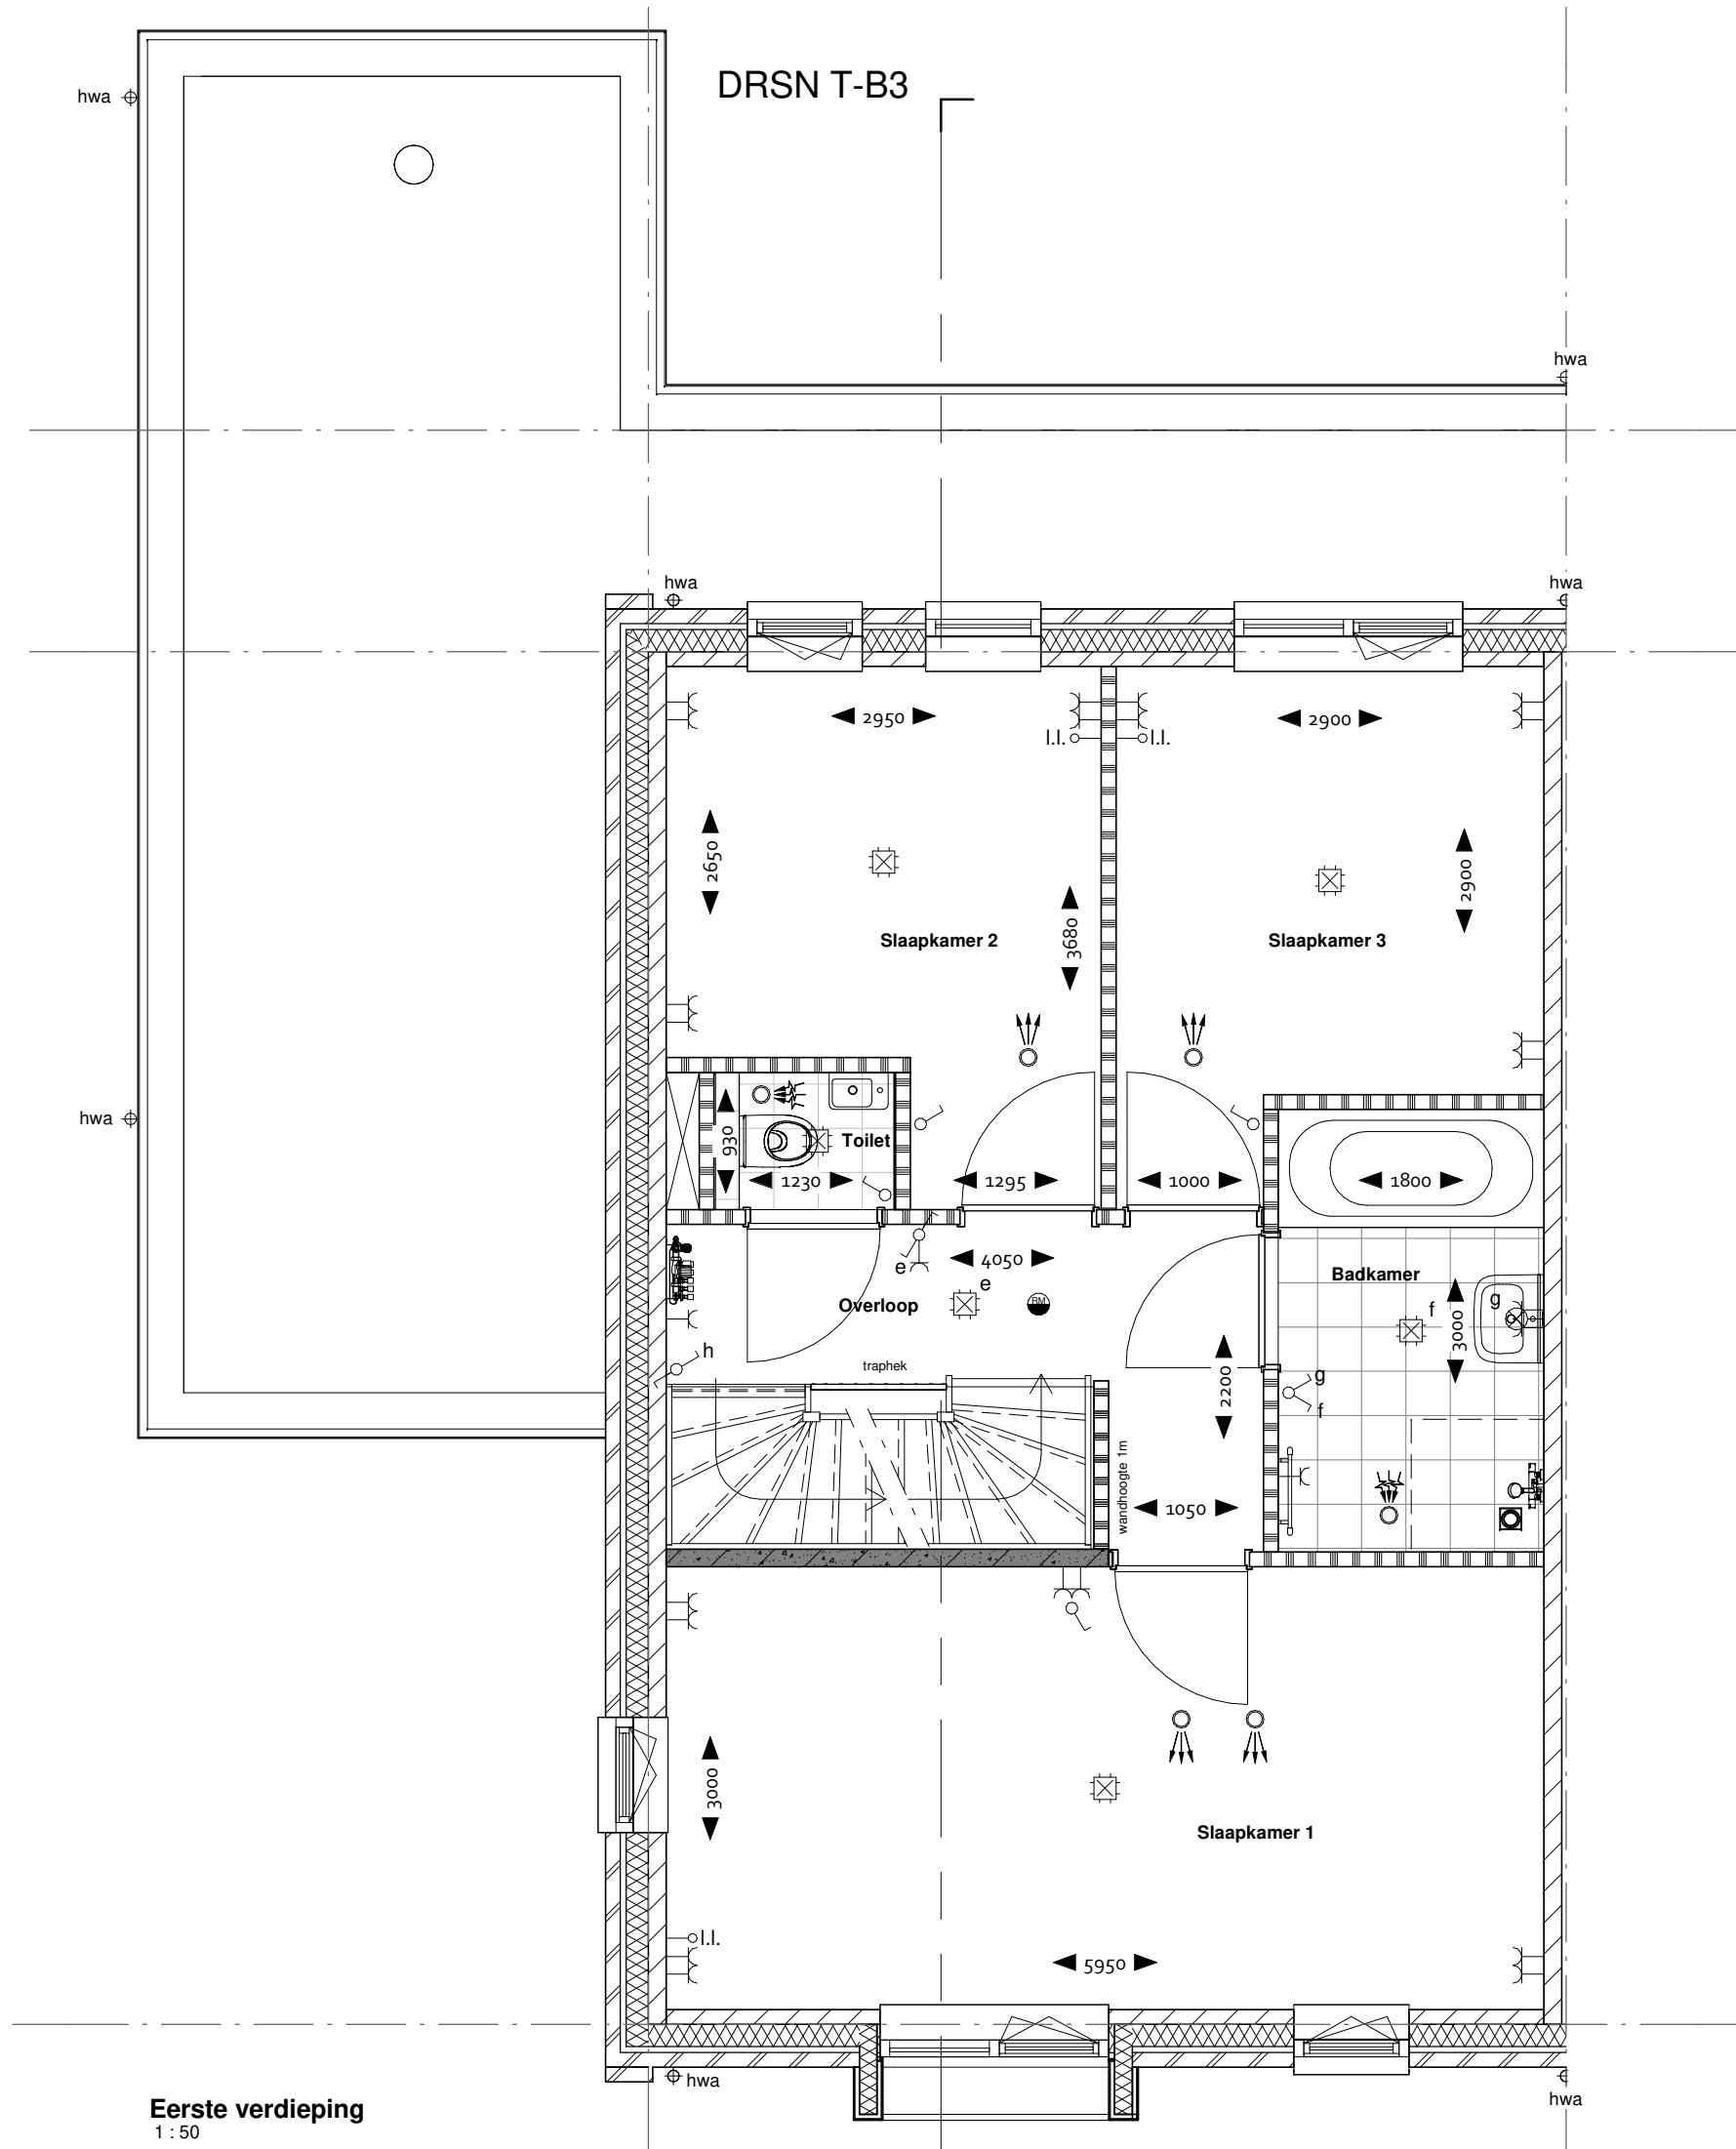 DRSN T-B3
hwa
hwa
hwa
hwa
2950
2900
l.l.
l.l.
2650
2900
3680
Slaapkamer 2
Slaapkamer 3
hwa
930
Toilet
1230
1295
1000
1800
e
4050
e
Overloop
RM
Badkamer
f
g
3000
h
traphek
2200
g
f
wandhoogte 1m
1050
3000
Slaapkamer 1
l.l.
5950
hwa
hwa
Eerste verdieping
1 : 50